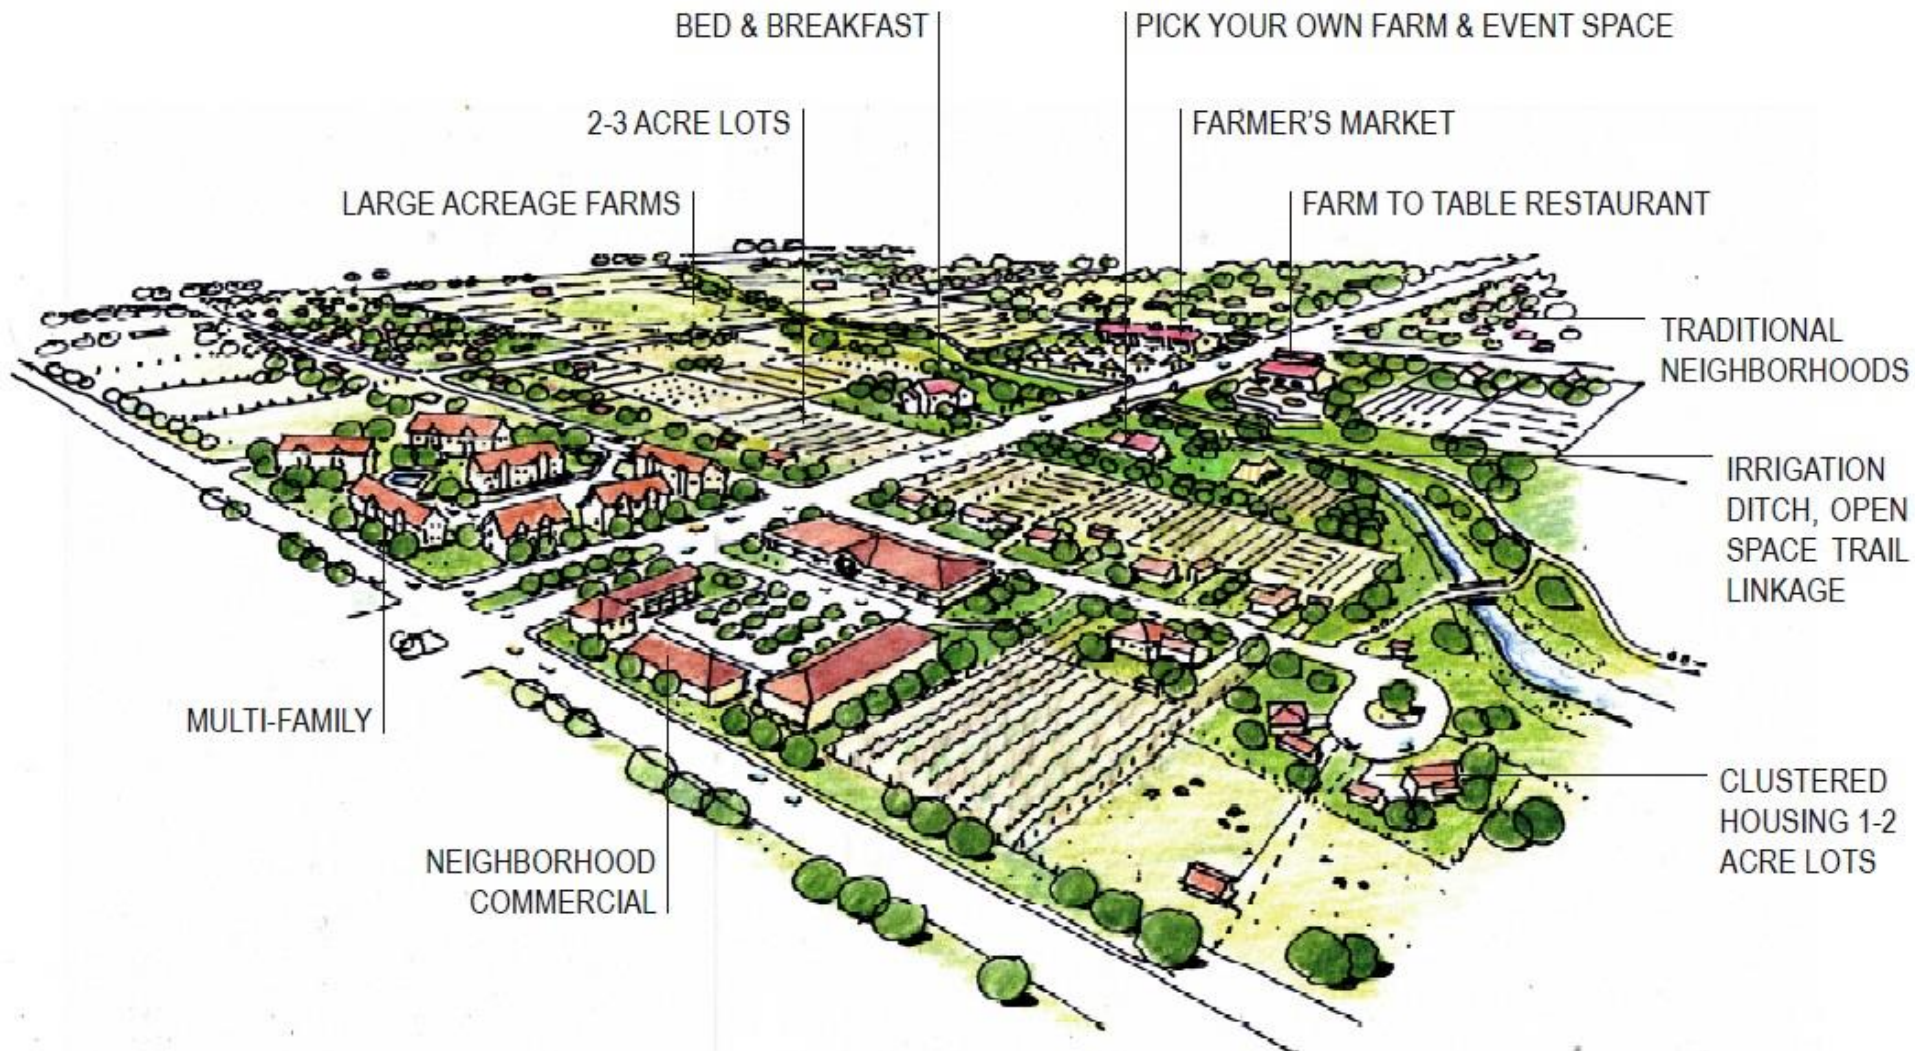 BED & BREAKFAST
PICK YOUR OWN FARM & EVENT SPACE
2-3 ACRE LOTS
FARMER'S MARKET
LARGE ACREAGE FARMS
FARM TO TABLE RESTAURANT
TRADITIONAL
NEIGHBORHOODS
IRRIGATION
DITCH, OPEN
SPACE TRAIL
LINKAGE
MULTI-FAMILY
CLUSTERED
HOUSING 1-2
ACRE LOTS
NEIGHBORHOOD
COMMERCIAL